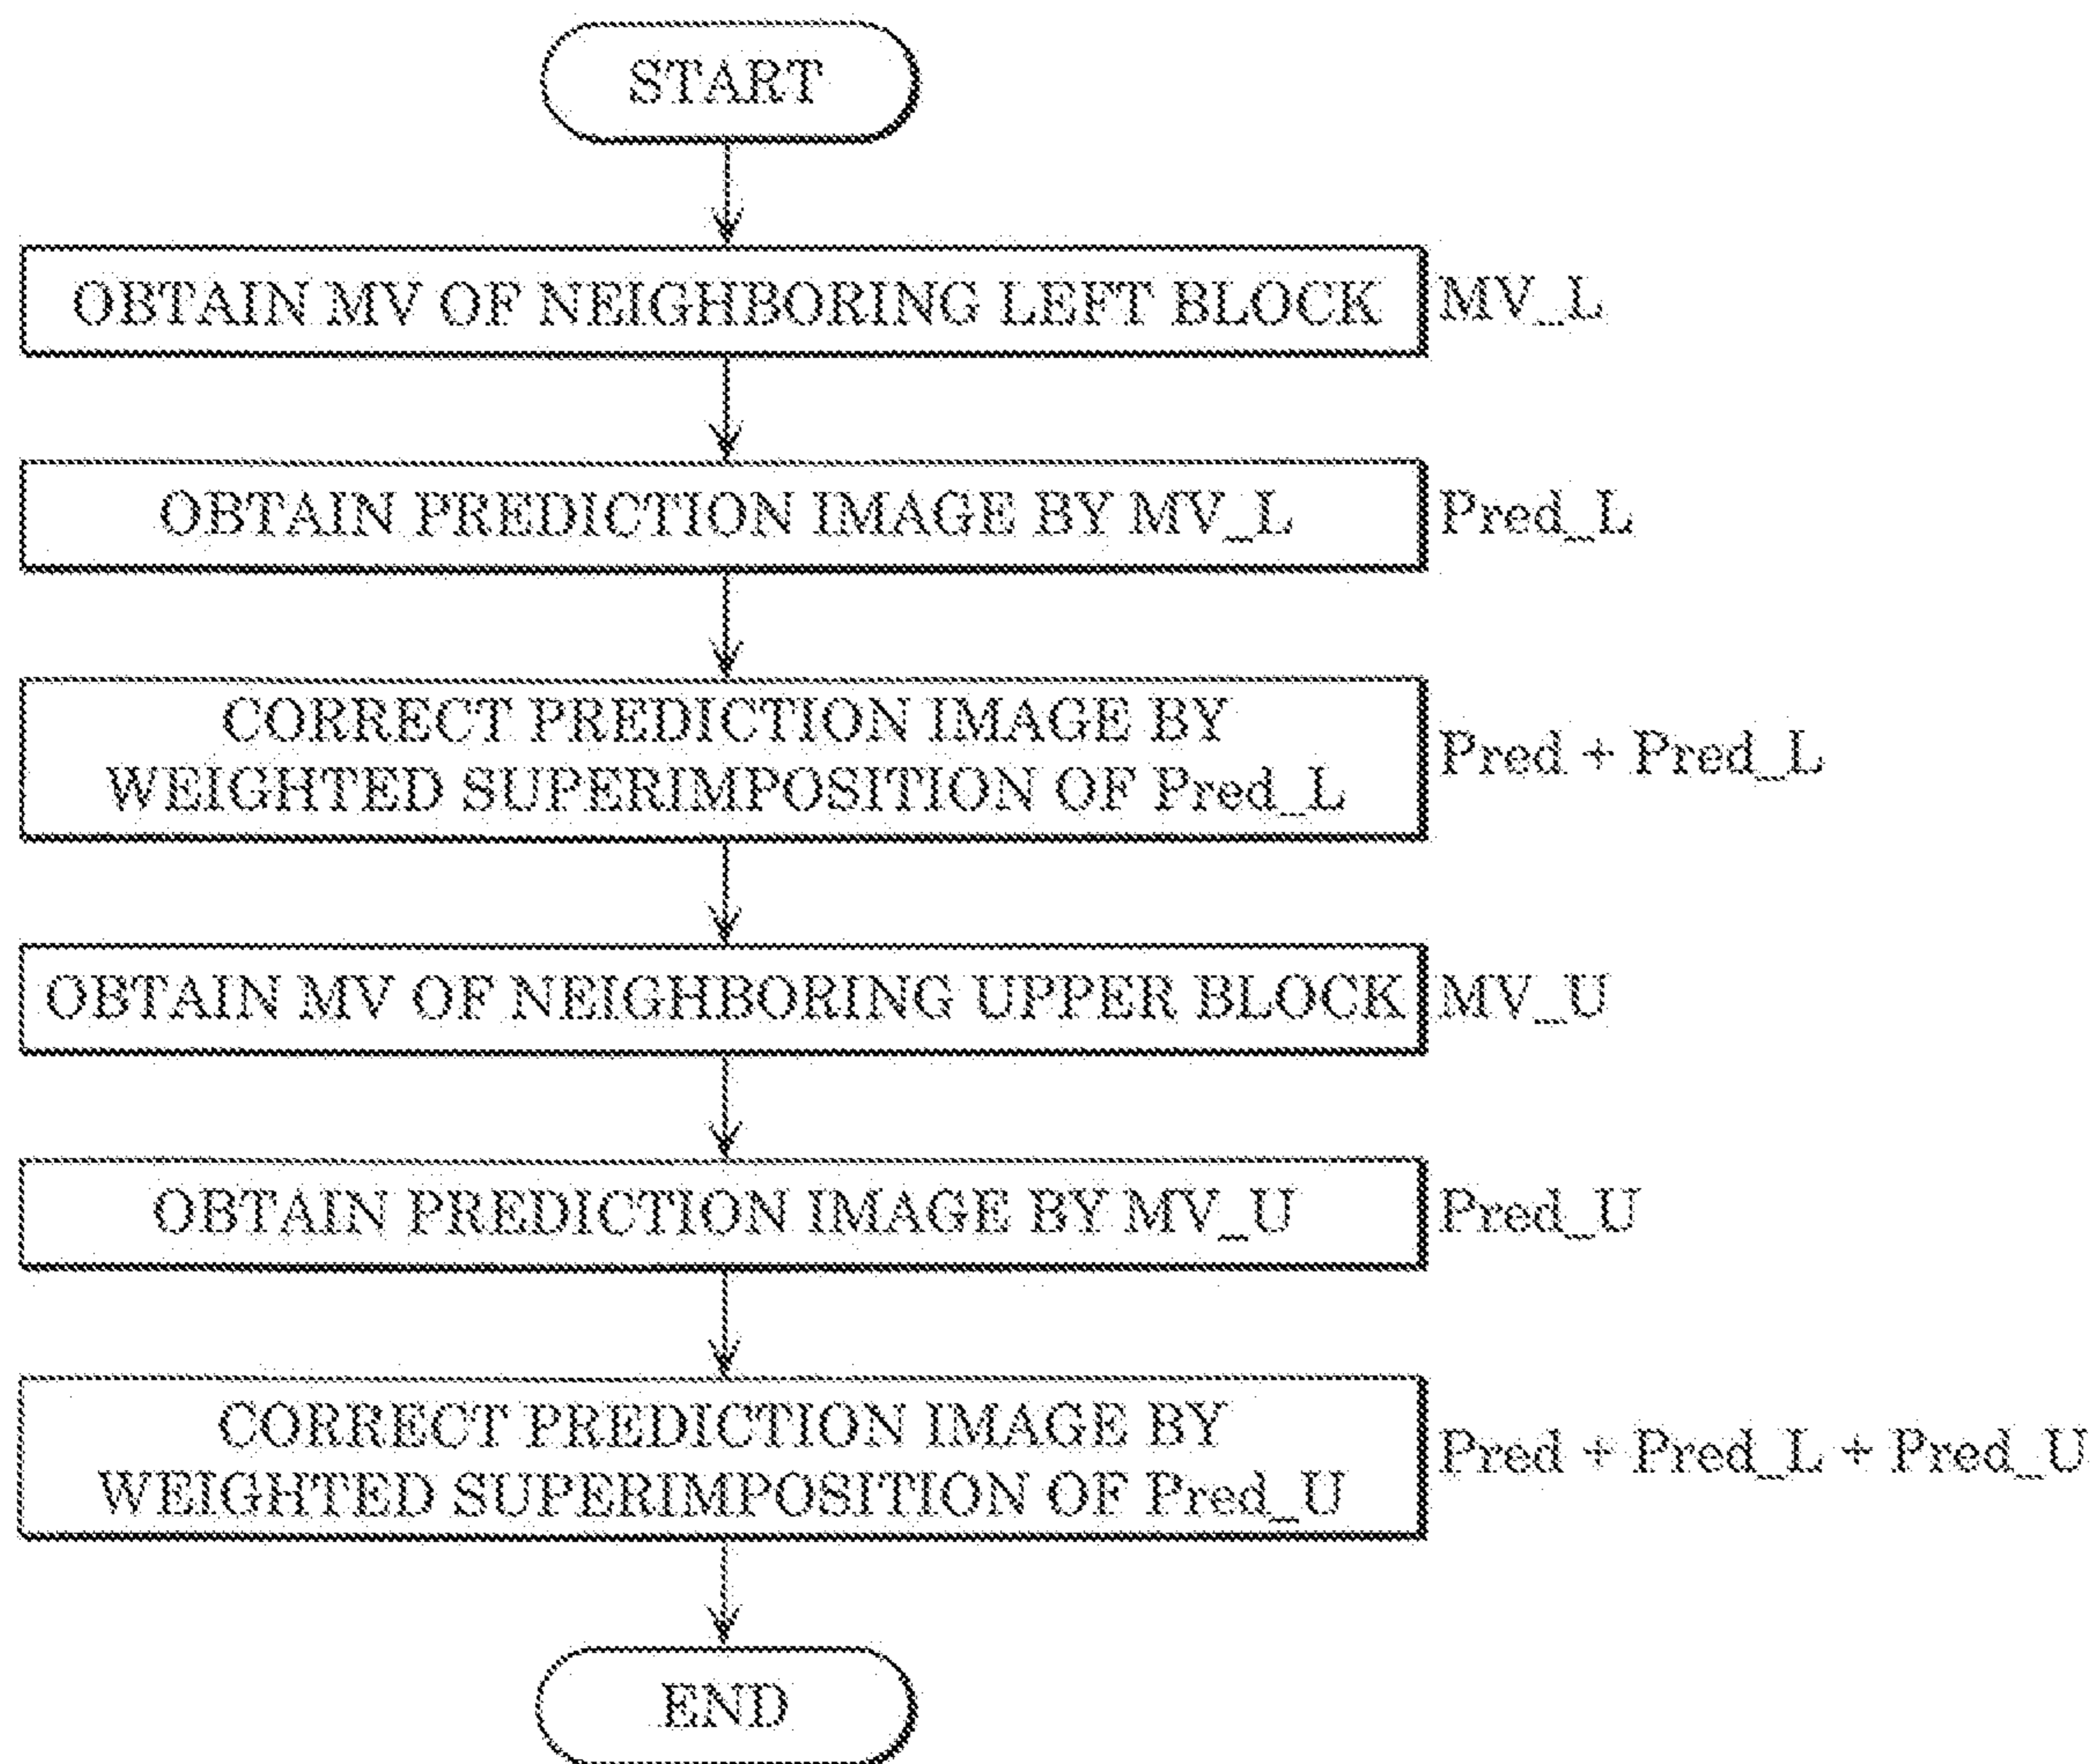 START
OBTAIN MV OF NEIGHBORING LEFT BLOCK
MV_L
OBTAIN PREDICTION IMAGE BY MV_L
Pred_L
CORRECT PREDICTION IMAGE BY
WEIGHTED SUPERIMPOSITION OF Pred_L
Pred + Pred_L
OBTAIN MV OF NEIGHBORING UPPER BLOCK
MV_U
OBTAIN PREDICTION IMAGE BY MV_U
Pred_U
CORRECT PREDICTION IMAGE BY
WEIGHTED SUPERIMPOSITION OF Pred_U
Pred + Pred_L + Pred_U
END